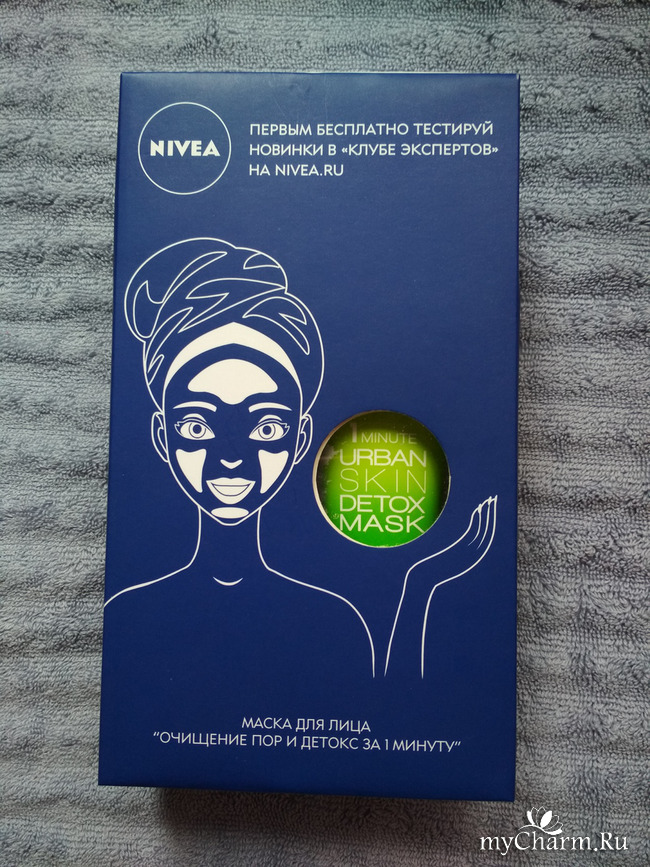 NIVEA
ПЕРВЫМ БЕСПЛАТНО ТЕСТИРУЙ
НОВИНКИ В «КЛУБЕ ЭКСПЕРТОВ»
НА NIVEA.RU
1 MINUTE
URBAN
SKIN
DETOX
MASK
МАСКА ДЛЯ ЛИЦА
"ОЧИЩЕНИЕ ПОР И ДЕТОКС ЗА 1 МИНУТУ"
myCharm.Ru